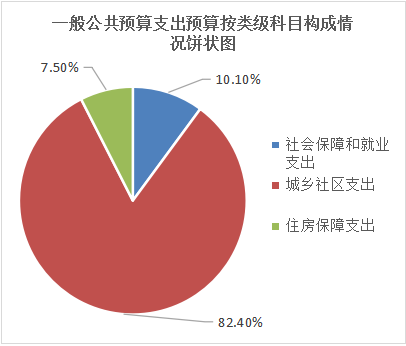 一般公共预算支出预算按类级科目构成情
况饼状图
7.50%
10.10%
社会保障和就业
支出
城乡社区支出
住房保障支出
82.40%